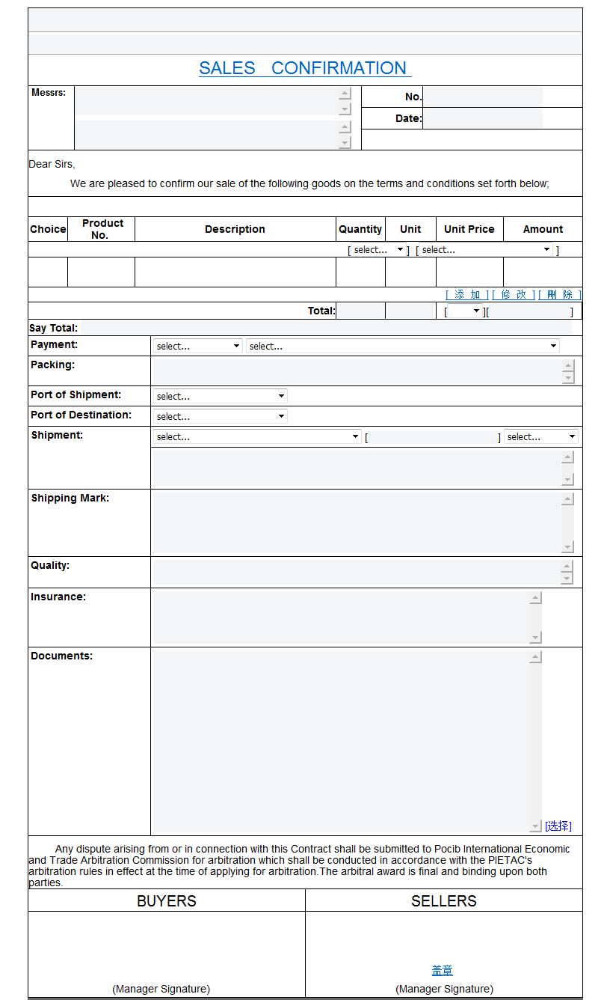 SALES CONFIRMATION
Messrs:
No.
Date:
Dear Sirs,
We are pleased to confirm our sale of the following goods on the terms and conditions set forth below;
Choice Product No. Description Quantity Unit Unit Price Amount
[ select... ] [ select... ]
[ 添 加 ] [ 修 改 ] [ 刪 除 ]
Total: [ ][ ]
Say Total:
Payment: select... select...
Packing:
Port of Shipment: select...
Port of Destination: select...
Shipment: select... [ ] select...
Shipping Mark:
Quality:
Insurance:
Documents:
[选择]
Any dispute arising from or in connection with this Contract shall be submitted to Pocib International Economic
and Trade Arbitration Commission for arbitration which shall be conducted in accordance with the PIETAC's
arbitration rules in effect at the time of applying for arbitration.The arbitral award is final and binding upon both
parties.
BUYERS SELLERS
盖章
(Manager Signature) (Manager Signature)